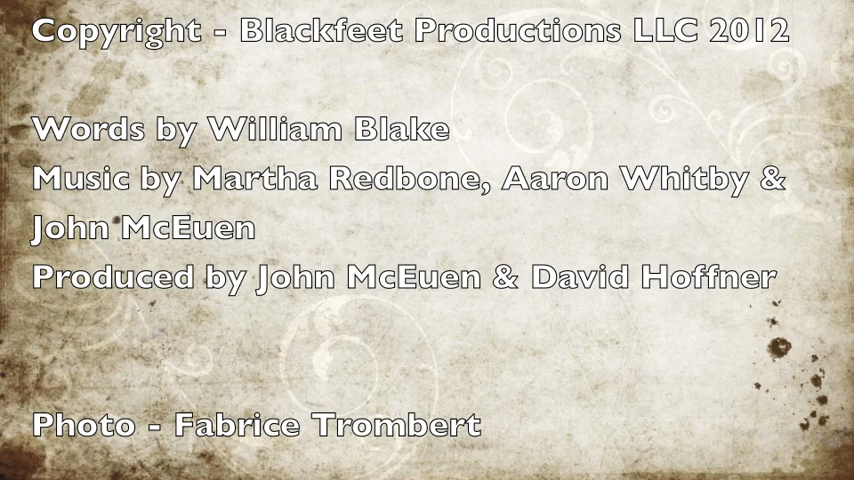 Copyright - Blackfeet Productions LLC 2012
Words by William Blake
Music by Martha Redbone, Aaron Whitby &
John McEuen
Produced by John McEuen & David Hoffner
Photo - Fabrice Trombert